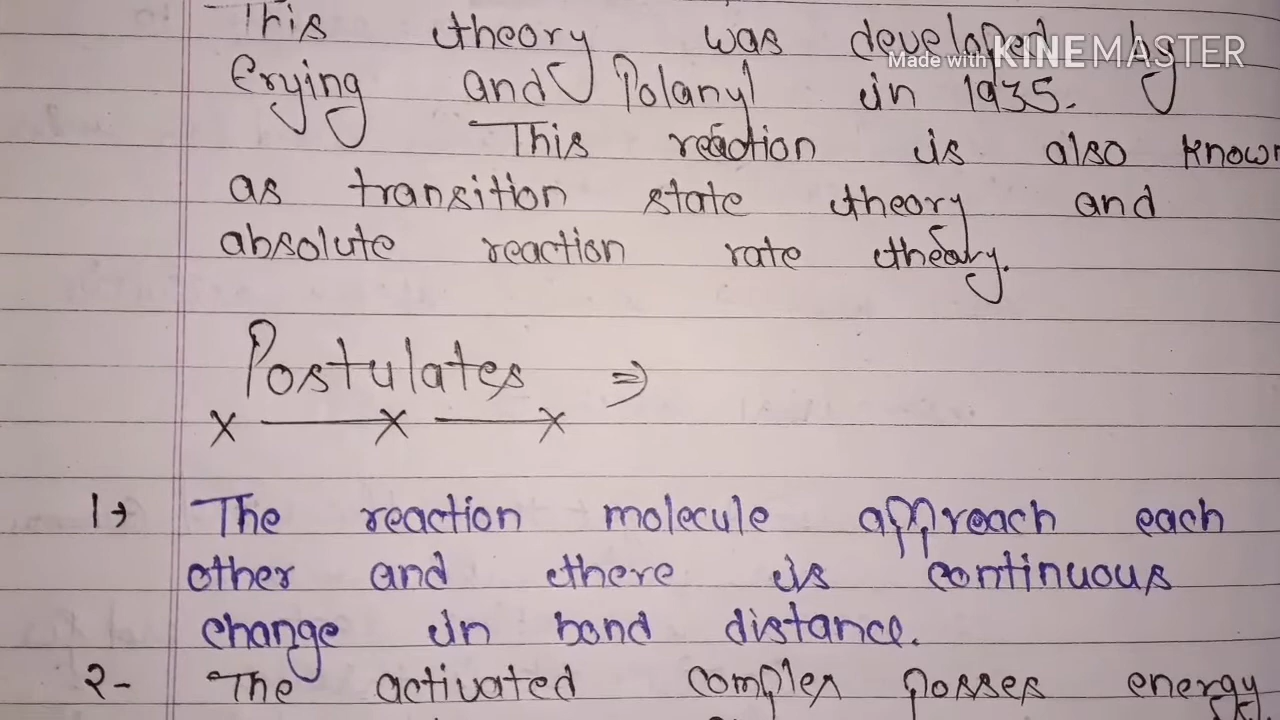 This theory was developed by
Made with KINEMASTER
Erying and Polanyl in 1935.
This reaction is also known
as transition state theory and
absolute reaction rate theory.
Postulates ⇒
x — x — x
1→ The reaction molecule approach each
other and there is continuous
change in bond distance.
2- The activated complex posses energy